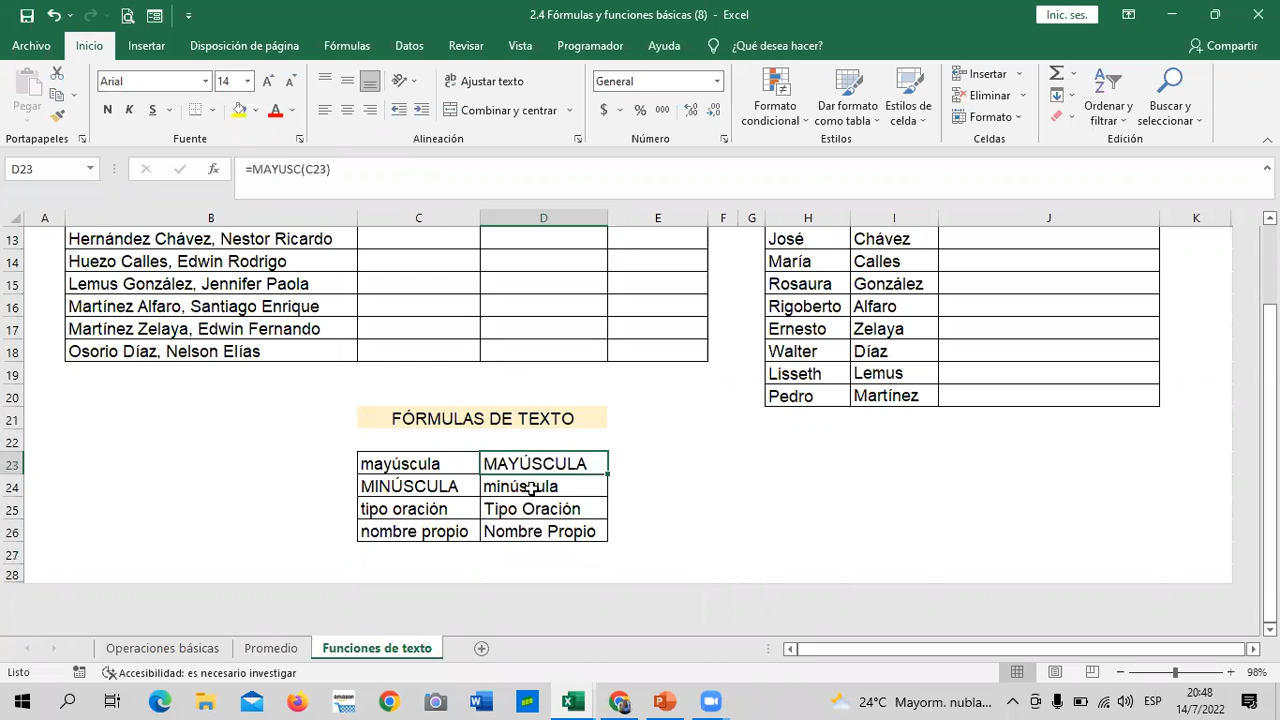 2.4 Fórmulas y funciones básicas (8) - Excel
Inic. ses.
Archivo Inicio Insertar Disposición de página Fórmulas Datos Revisar Vista Programador Ayuda ¿Qué desea hacer? Compartir
Pegar
Portapapeles
Arial 14
N K S
Fuente
Ajustar texto
Combinar y centrar
Alineación
General
$ % 000
Número
Formato condicional
Dar formato como tabla
Estilos de celda
Estilos
Insertar
Eliminar
Formato
Celdas
Ordenar y filtrar
Buscar y seleccionar
Edición
D23 fx =MAYUSC(C23)
A B C D E F G H I J K
13 Hernández Chávez, Nestor Ricardo José Chávez
14 Huezo Calles, Edwin Rodrigo María Calles
15 Lemus González, Jennifer Paola Rosaura González
16 Martínez Alfaro, Santiago Enrique Rigoberto Alfaro
17 Martínez Zelaya, Edwin Fernando Ernesto Zelaya
18 Osorio Díaz, Nelson Elías Walter Díaz
19 Lisseth Lemus
20 Pedro Martínez
21 FÓRMULAS DE TEXTO
22
23 mayúscula MAYÚSCULA
24 MINÚSCULA minúscula
25 tipo oración Tipo Oración
26 nombre propio Nombre Propio
27
28
Operaciones básicas Promedio Funciones de texto
Listo Accesibilidad: es necesario investigar 98%
24°C Mayorm. nubla... ESP 20:48
14/7/2022